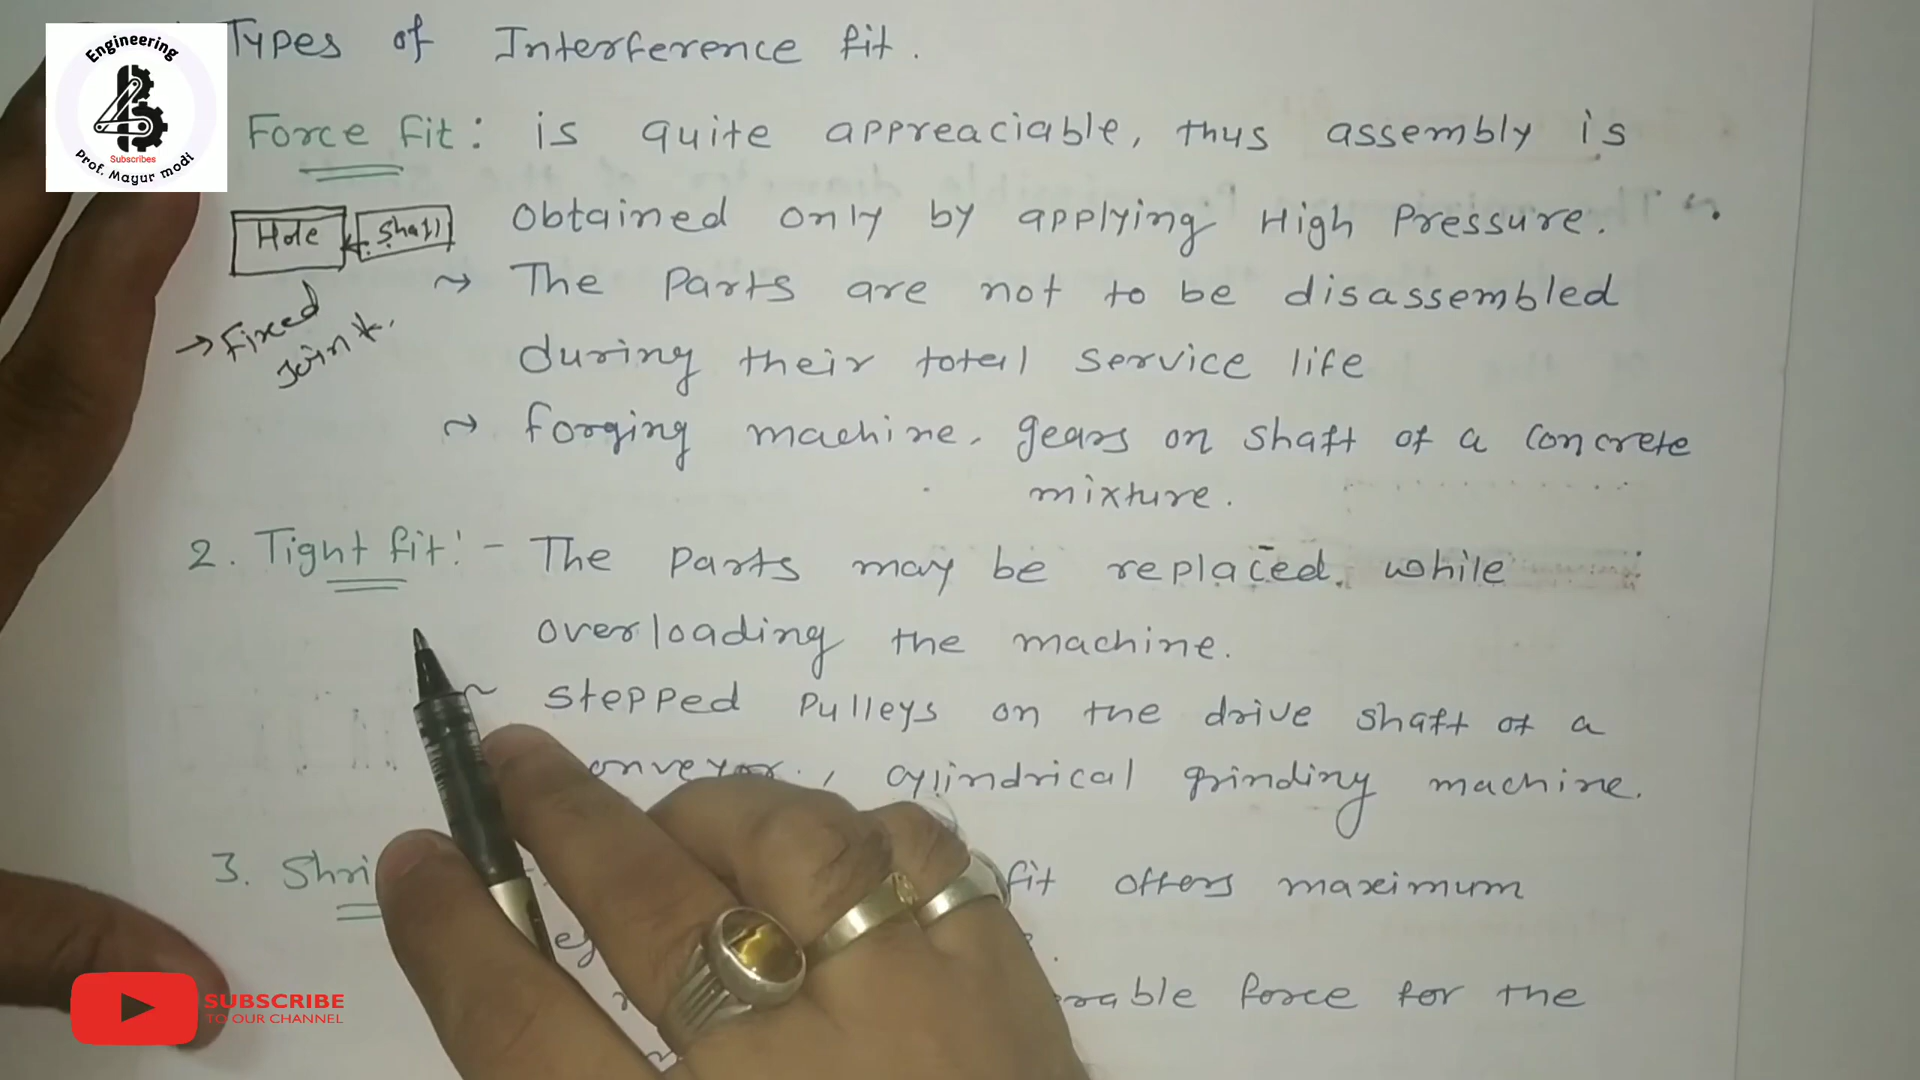 Types of Interference fit.
Engineering
Subscribes
Prof. Mayur modi
Force fit: is quite appreaciable, thus assembly is
obtained only by applying High Pressure.
Hole
Shaft
→ Fixed
Joint.
~> The Parts are not to be disassembled
during their total Service life
~> forging machine. gears on shaft of a concrete
mixture.
2. Tight fit:- The Parts may be replaced. while
overloading the machine.
~ stepped Pulleys on the drive shaft of a
onveyor, cylindrical grinding machine.
3. Shri fit offers maximum
force for the
SUBSCRIBE
TO OUR CHANNEL